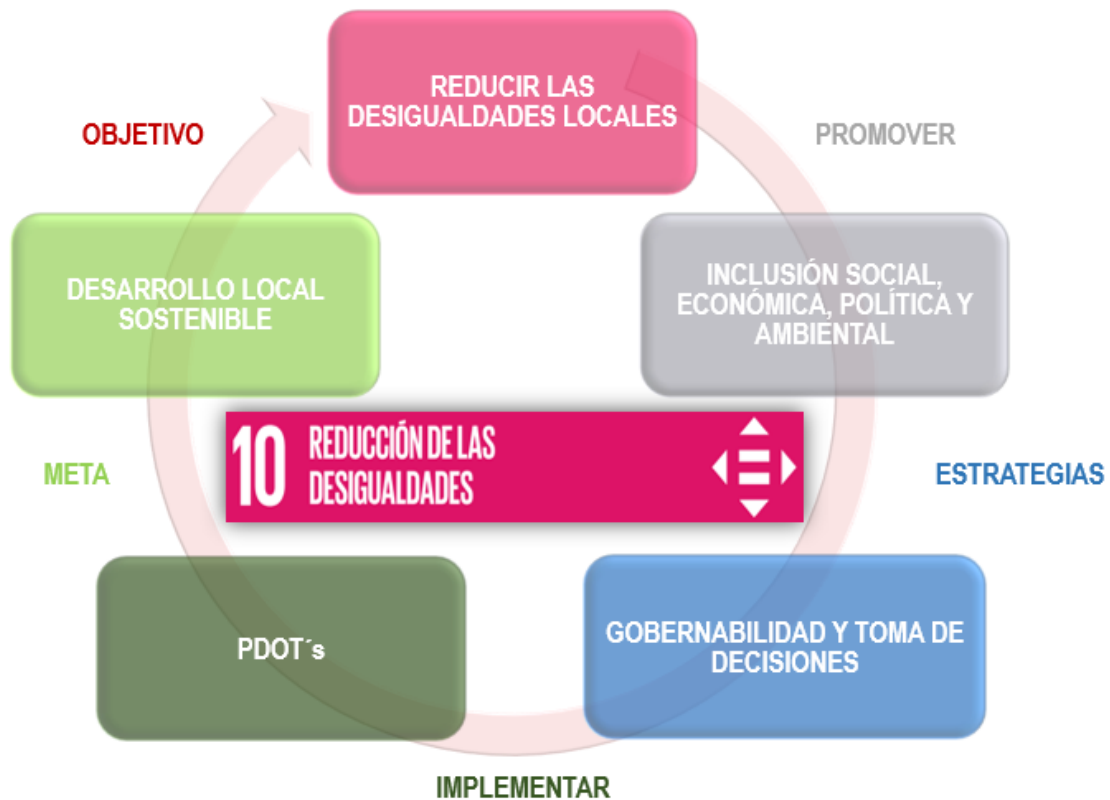 REDUCIR LAS
DESIGUALDADES LOCALES
OBJETIVO
PROMOVER
DESARROLLO LOCAL
SOSTENIBLE
INCLUSIÓN SOCIAL,
ECONÓMICA, POLÍTICA Y
AMBIENTAL
10
REDUCCIÓN DE LAS
DESIGUALDADES
META
ESTRATEGIAS
PDOT´s
GOBERNABILIDAD Y TOMA DE
DECISIONES
IMPLEMENTAR